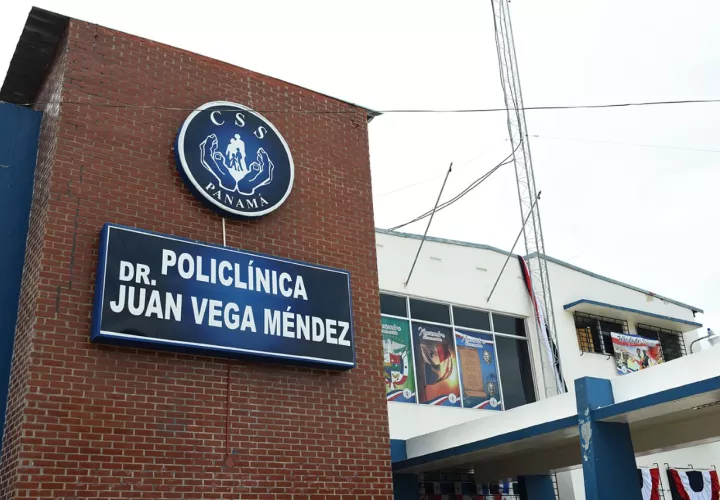 CSS
PANAMÁ
POLICLÍNICA
DR. JUAN VEGA MÉNDEZ